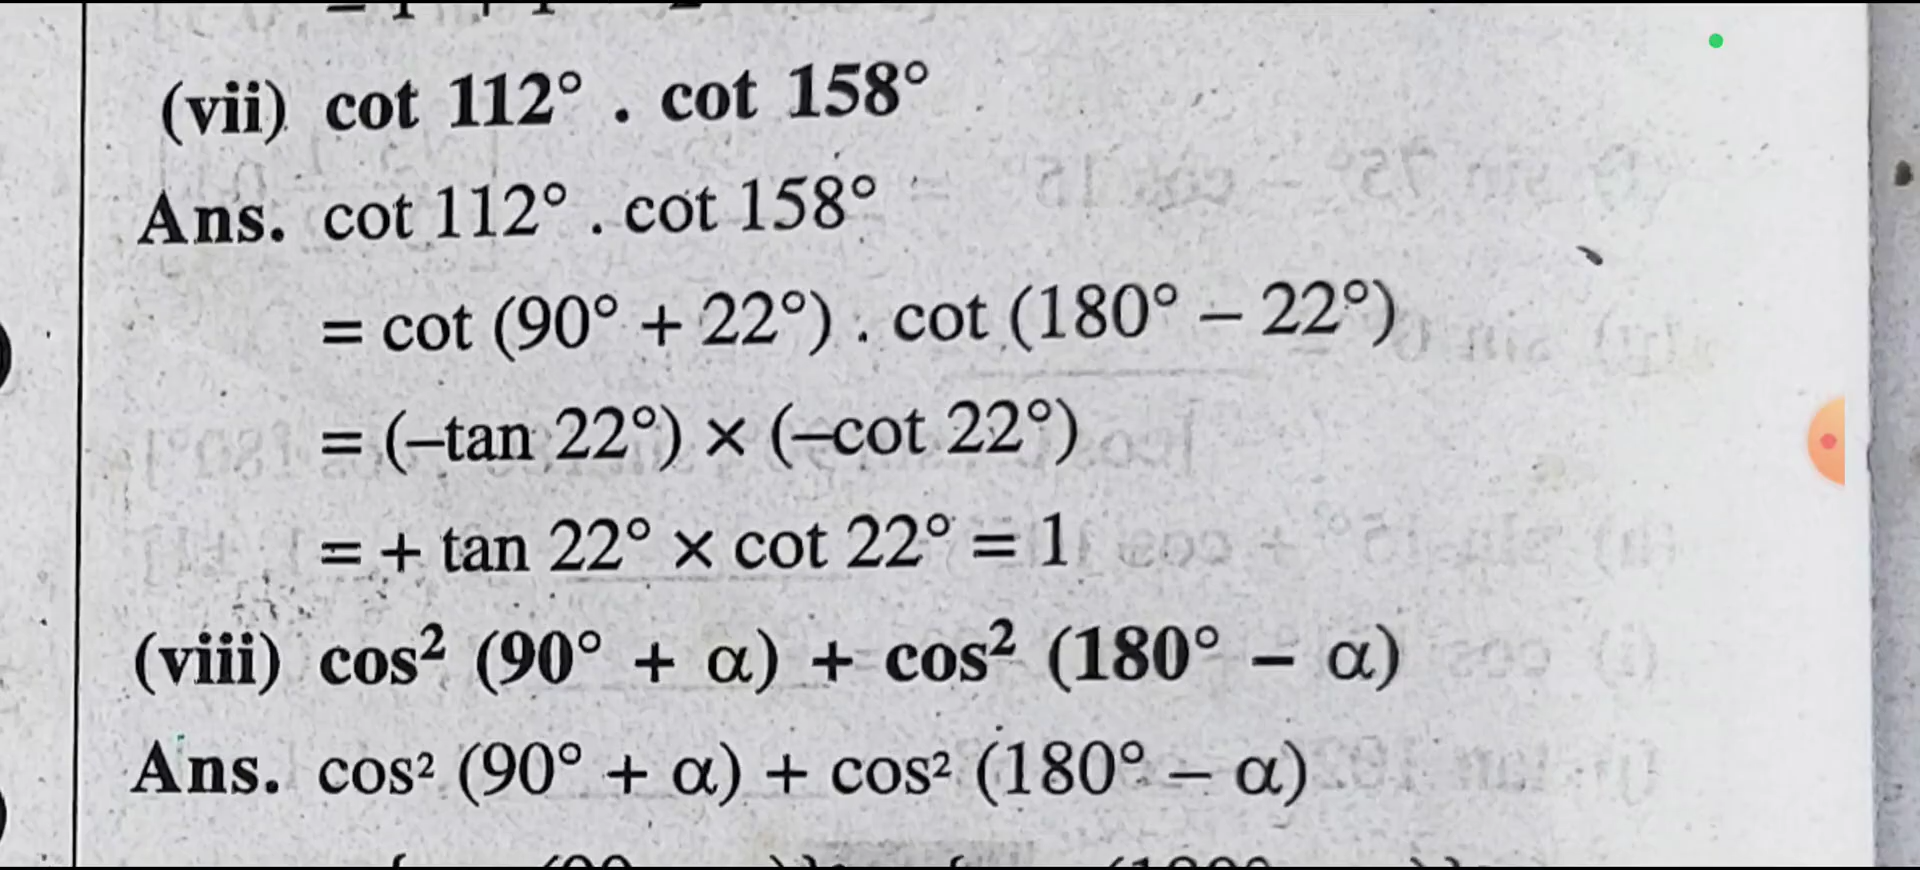 (vii) cot 112° . cot 158°
Ans. cot 112° . cot 158°
= cot (90° + 22°) . cot (180° – 22°)
= (–tan 22°) × (–cot 22°)
= + tan 22° × cot 22° = 1
(viii) cos² (90° + α) + cos² (180° – α)
Ans. cos² (90° + α) + cos² (180° – α)